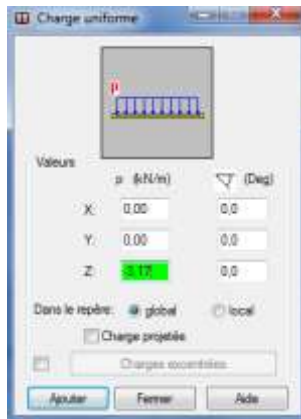 Charge uniforme
p
Valeurs
p (kN/m) (Deg)
X: 0,00 0,0
Y: 0,00 0,0
Z: -3,17 0,0
Dans le repère: global local
Charge projetée
Charges excentrées
Ajouter Fermer Aide